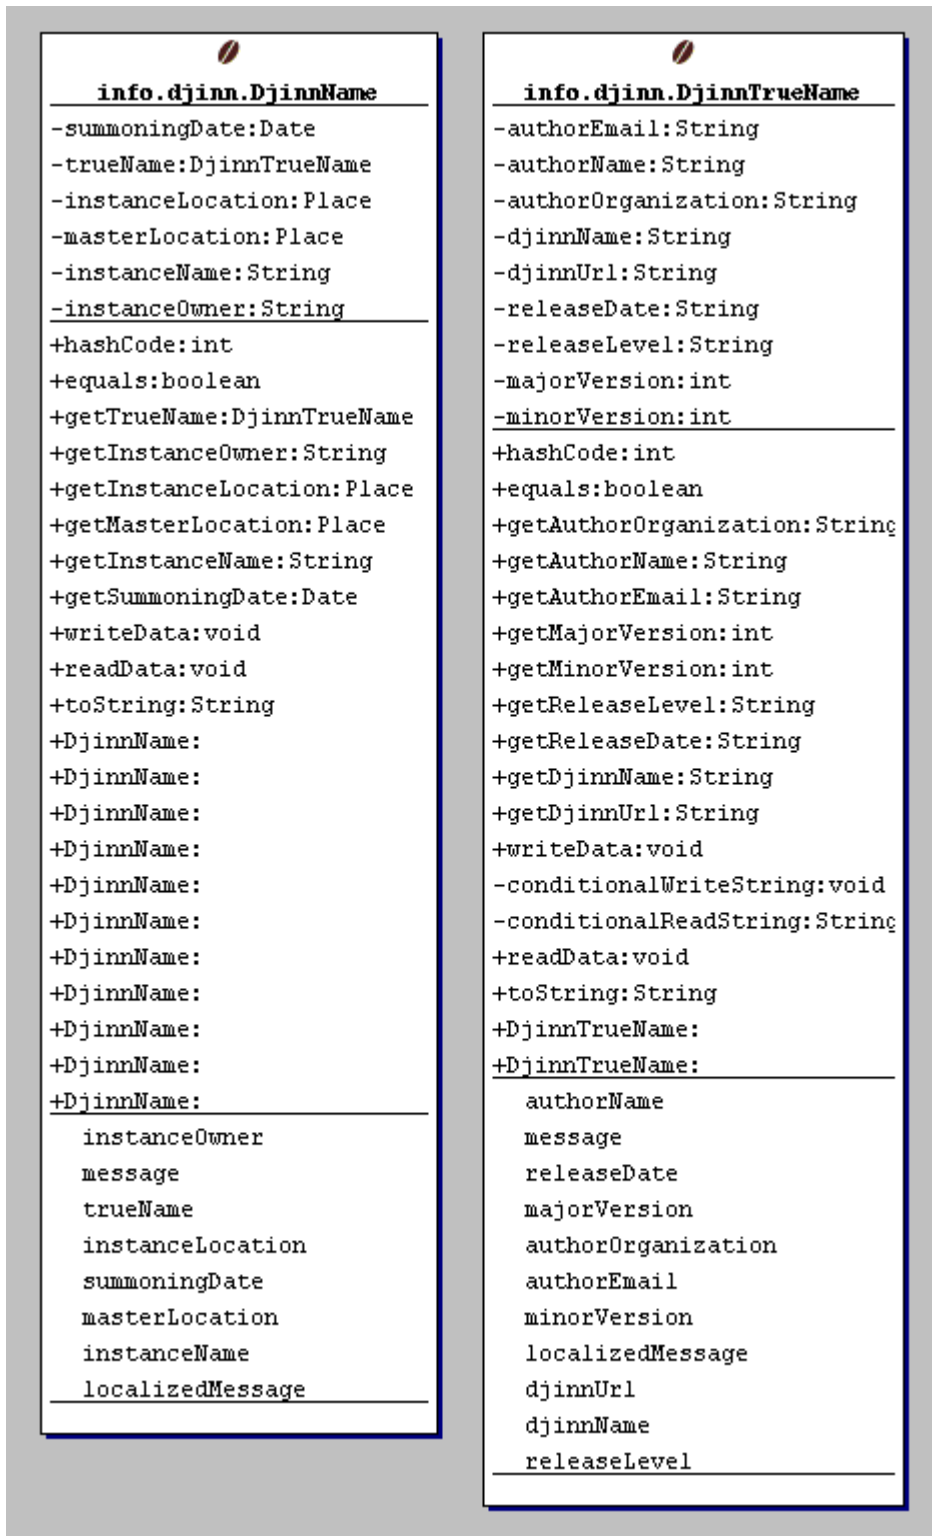 info.djinn.DjinnName
-summoningDate:Date
-trueName:DjinnTrueName
-instanceLocation:Place
-masterLocation:Place
-instanceName:String
-instanceOwner:String
+hashCode:int
+equals:boolean
+getTrueName:DjinnTrueName
+getInstanceOwner:String
+getInstanceLocation:Place
+getMasterLocation:Place
+getInstanceName:String
+getSummoningDate:Date
+writeData:void
+readData:void
+toString:String
+DjinnName:
+DjinnName:
+DjinnName:
+DjinnName:
+DjinnName:
+DjinnName:
+DjinnName:
+DjinnName:
+DjinnName:
+DjinnName:
+DjinnName:
instanceOwner
message
trueName
instanceLocation
summoningDate
masterLocation
instanceName
localizedMessage
info.djinn.DjinnTrueName
-authorEmail:String
-authorName:String
-authorOrganization:String
-djinnName:String
-djinnUrl:String
-releaseDate:String
-releaseLevel:String
-majorVersion:int
-minorVersion:int
+hashCode:int
+equals:boolean
+getAuthorOrganization:String
+getAuthorName:String
+getAuthorEmail:String
+getMajorVersion:int
+getMinorVersion:int
+getReleaseLevel:String
+getReleaseDate:String
+getDjinnName:String
+getDjinnUrl:String
+writeData:void
-conditionalWriteString:void
-conditionalReadString:String
+readData:void
+toString:String
+DjinnTrueName:
+DjinnTrueName:
authorName
message
releaseDate
majorVersion
authorOrganization
authorEmail
minorVersion
localizedMessage
djinnUrl
djinnName
releaseLevel